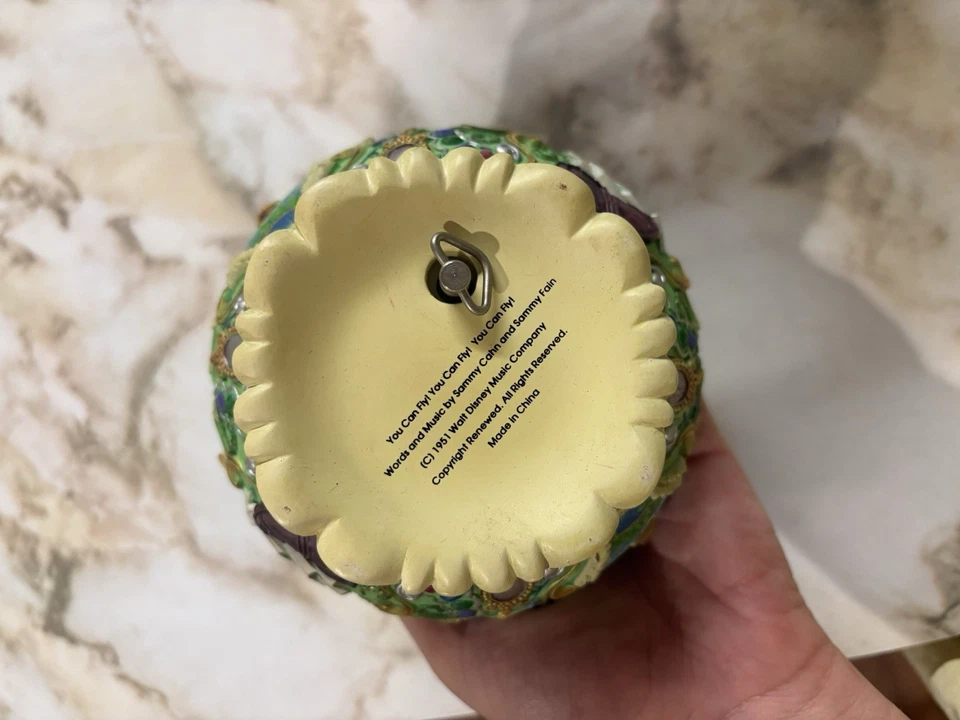 You Can Fly! You Can Fly! You Can Fly!
Words and Music by Sammy Cahn and Sammy Fain
(C) 1951 Walt Disney Music Company
Copyright Renewed. All Rights Reserved.
Made in China